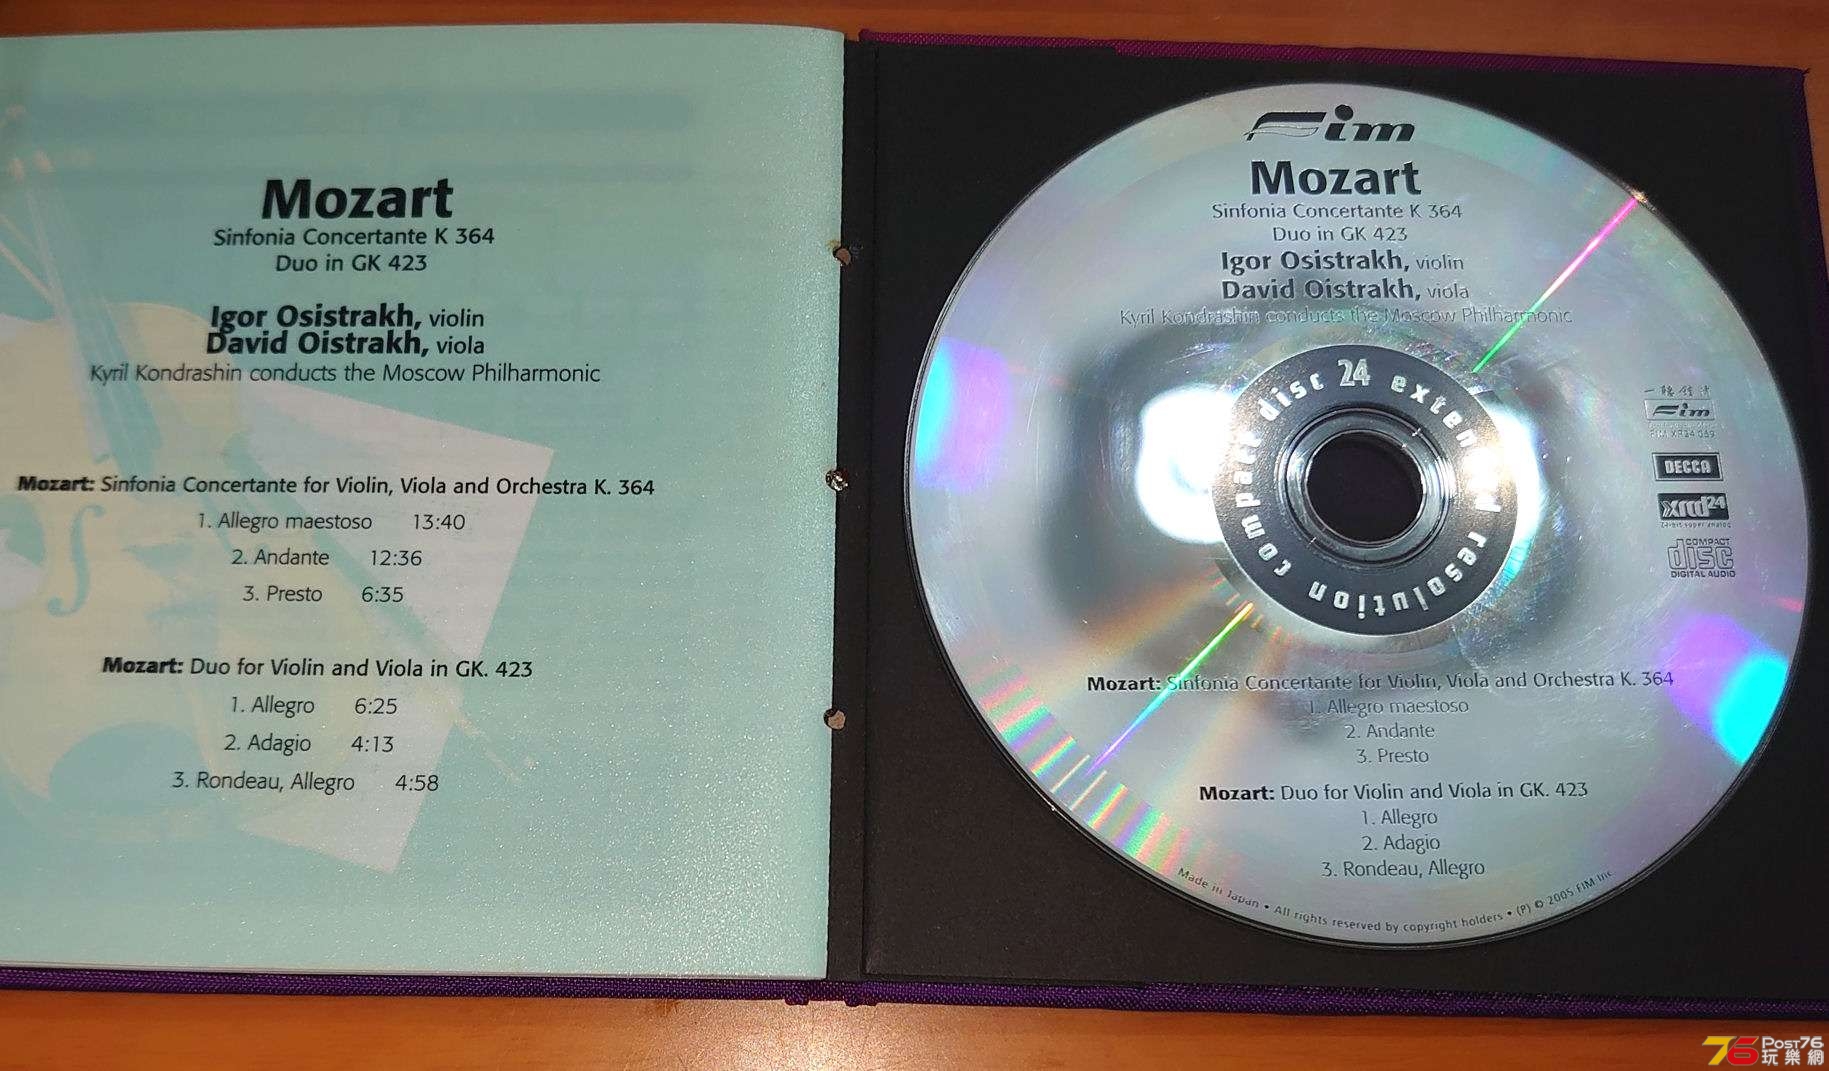 Mozart
Sinfonia Concertante K 364
Duo in GK 423
Igor Osistrakh, violin
David Oistrakh, viola
Kyril Kondrashin conducts the Moscow Philharmonic
Mozart: Sinfonia Concertante for Violin, Viola and Orchestra K. 364
1. Allegro maestoso 13:40
2. Andante 12:36
3. Presto 6:35
Mozart: Duo for Violin and Viola in GK. 423
1. Allegro 6:25
2. Adagio 4:13
3. Rondeau, Allegro 4:58
Fim
Mozart
Sinfonia Concertante K 364
Duo in GK 423
Igor Osistrakh, violin
David Oistrakh, viola
Kyril Kondrashin conducts the Moscow Philharmonic
compact disc 24 extended resolution
Fim
DECCA
xrcd24
24-bit super analog
COMPACT
disc
DIGITAL AUDIO
Mozart: Sinfonia Concertante for Violin, Viola and Orchestra K. 364
1. Allegro maestoso
2. Andante
3. Presto
Mozart: Duo for Violin and Viola in GK. 423
1. Allegro
2. Adagio
3. Rondeau, Allegro
Made in Japan • All rights reserved by copyright holders • (P) © 2005 FIM Inc
76 Post76
玩樂網